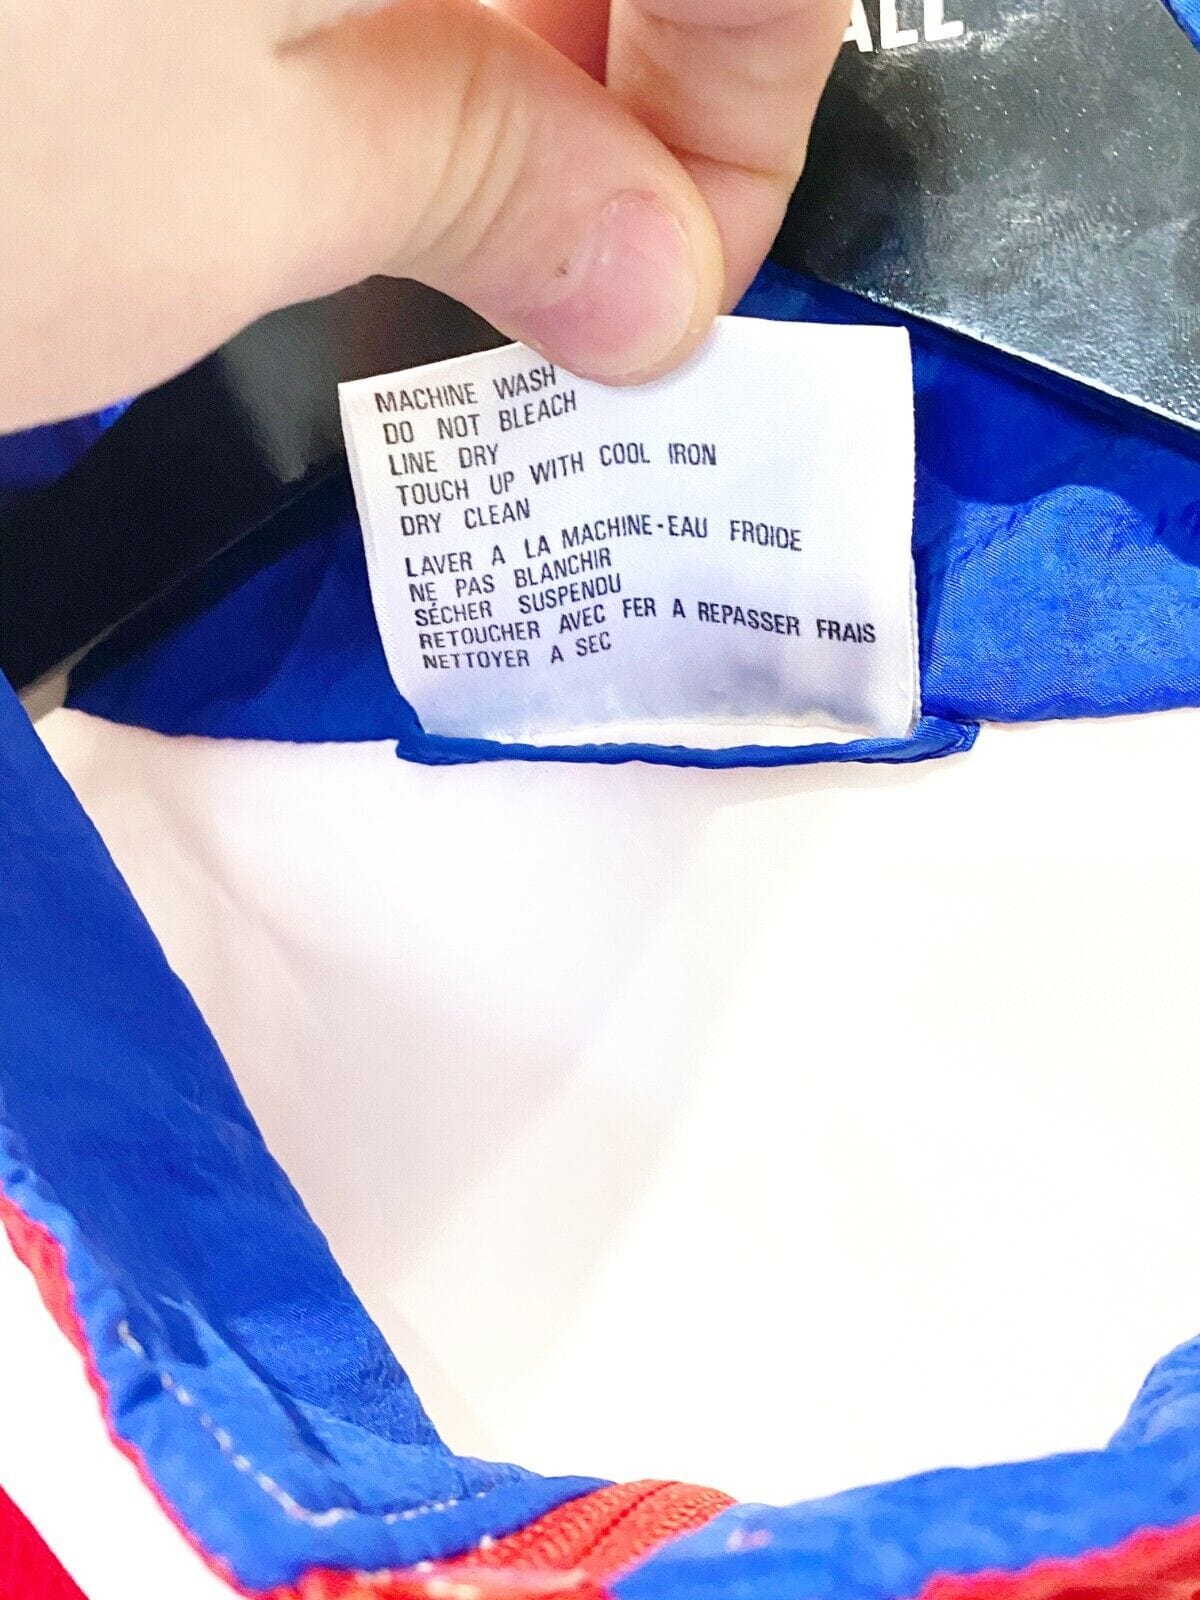 ALL
MACHINE WASH
DO NOT BLEACH
LINE DRY
TOUCH UP WITH COOL IRON
DRY CLEAN
LAVER A LA MACHINE-EAU FROIDE
NE PAS BLANCHIR
SÉCHER SUSPENDU
RETOUCHER AVEC FER A REPASSER FRAIS
NETTOYER A SEC